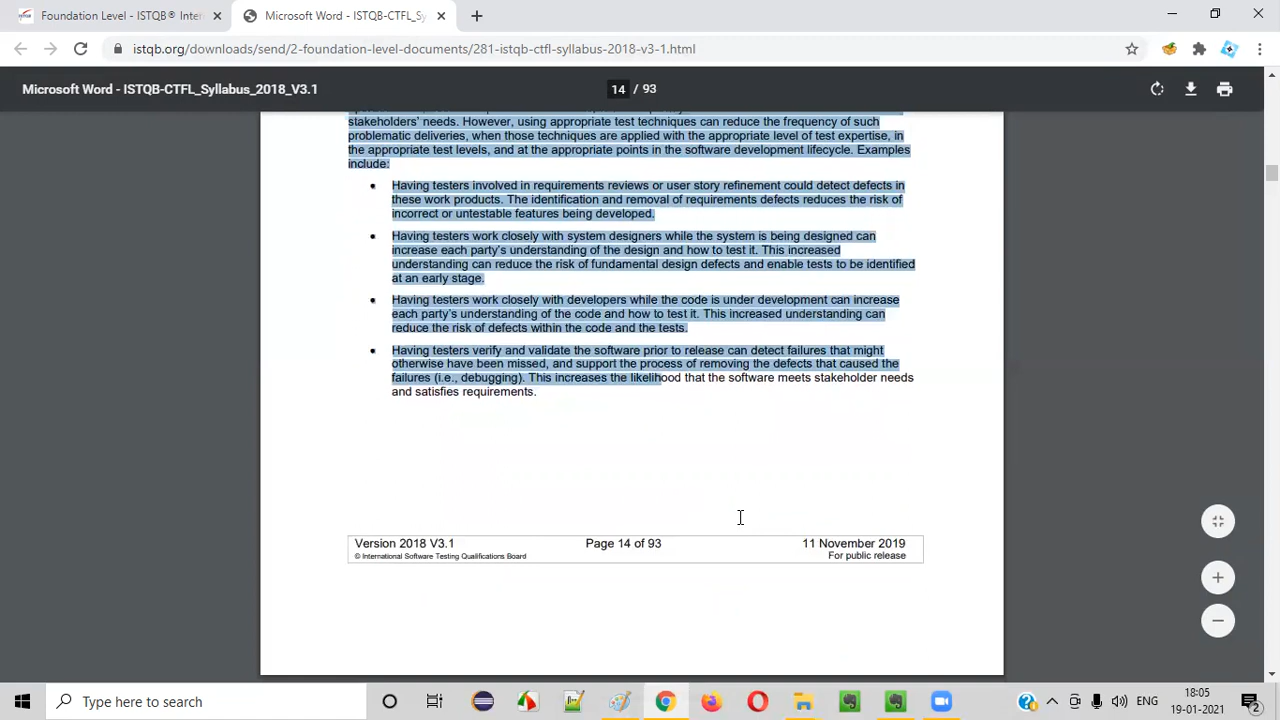 Foundation Level - ISTQB® Inter
Microsoft Word - ISTQB-CTFL_Sy
istqb.org/downloads/send/2-foundation-level-documents/281-istqb-ctfl-syllabus-2018-v3-1.html
Microsoft Word - ISTQB-CTFL_Syllabus_2018_V3.1
14 / 93
stakeholders' needs. However, using appropriate test techniques can reduce the frequency of such
problematic deliveries, when those techniques are applied with the appropriate level of test expertise, in
the appropriate test levels, and at the appropriate points in the software development lifecycle. Examples
include:
• Having testers involved in requirements reviews or user story refinement could detect defects in
these work products. The identification and removal of requirements defects reduces the risk of
incorrect or untestable features being developed.
• Having testers work closely with system designers while the system is being designed can
increase each party's understanding of the design and how to test it. This increased
understanding can reduce the risk of fundamental design defects and enable tests to be identified
at an early stage.
• Having testers work closely with developers while the code is under development can increase
each party's understanding of the code and how to test it. This increased understanding can
reduce the risk of defects within the code and the tests.
• Having testers verify and validate the software prior to release can detect failures that might
otherwise have been missed, and support the process of removing the defects that caused the
failures (i.e., debugging). This increases the likelihood that the software meets stakeholder needs
and satisfies requirements.
Version 2018 V3.1 Page 14 of 93 11 November 2019
© International Software Testing Qualifications Board For public release
Type here to search
ENG
18:05
19-01-2021
2